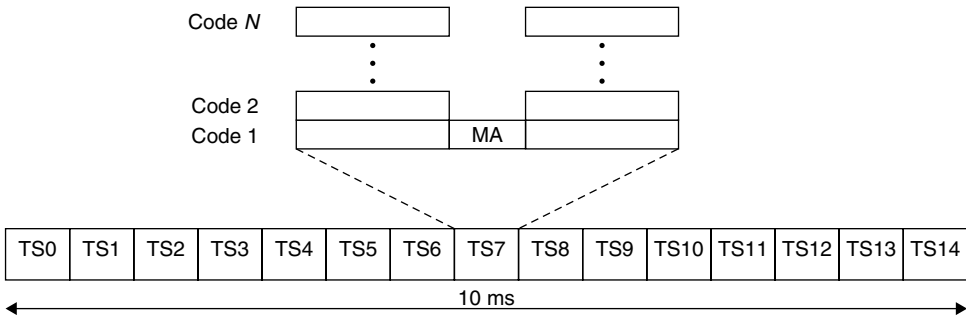 Code N
Code 2
Code 1 MA
TS0 TS1 TS2 TS3 TS4 TS5 TS6 TS7 TS8 TS9 TS10 TS11 TS12 TS13 TS14
10 ms